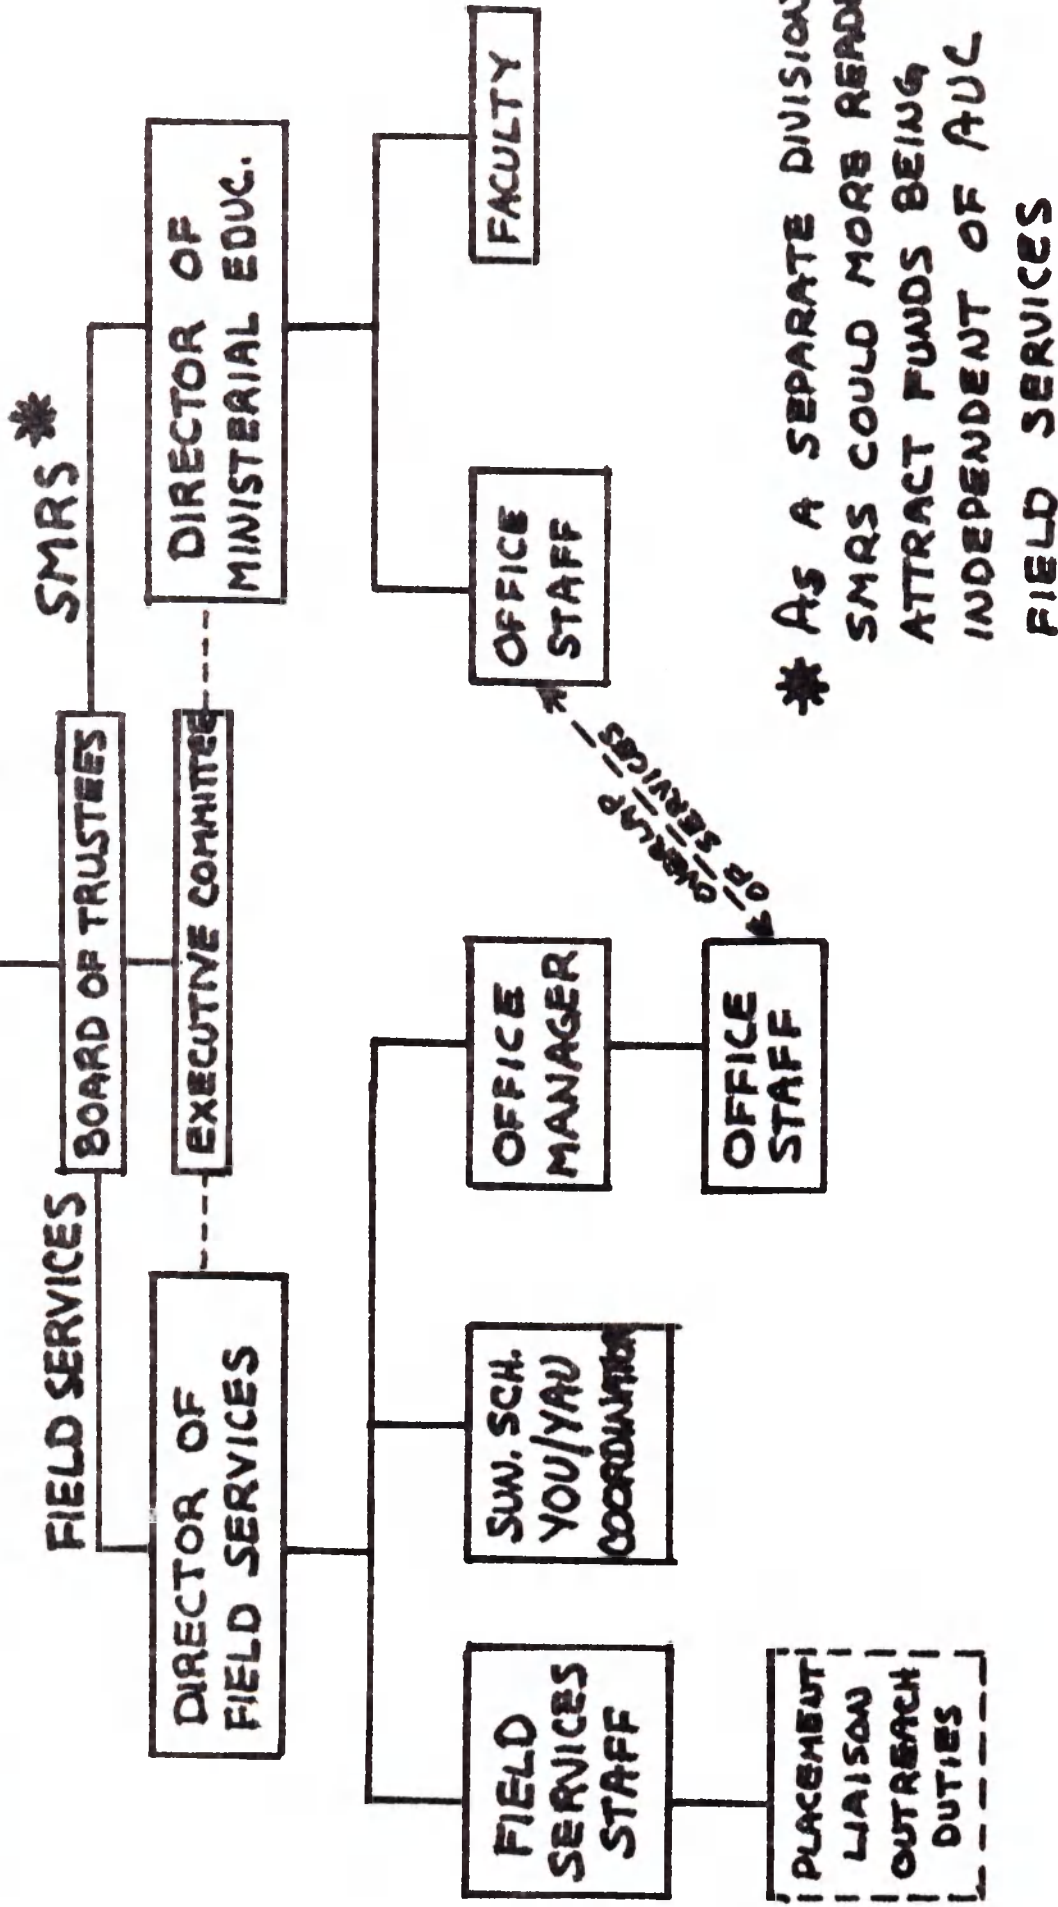 FIELD SERVICES
SMRS *
BOARD OF TRUSTEES
EXECUTIVE COMMITTEE
DIRECTOR OF
FIELD SERVICES
DIRECTOR OF
MINISTERIAL EDUC.
FIELD
SERVICES
STAFF
SUN. SCH.
YOU/YAU
COORDINATOR
OFFICE
MANAGER
OFFICE
STAFF
FACULTY
PLACEMENT
LIAISON
OUTREACH
DUTIES
OFFICE
STAFF
OVERLAP
OF SERVICES
* AS A SEPARATE DIVISION
SMRS COULD MORE
ATTRACT FUNDS BEING
INDEPENDENT OF AUC
FIELD SERVICES